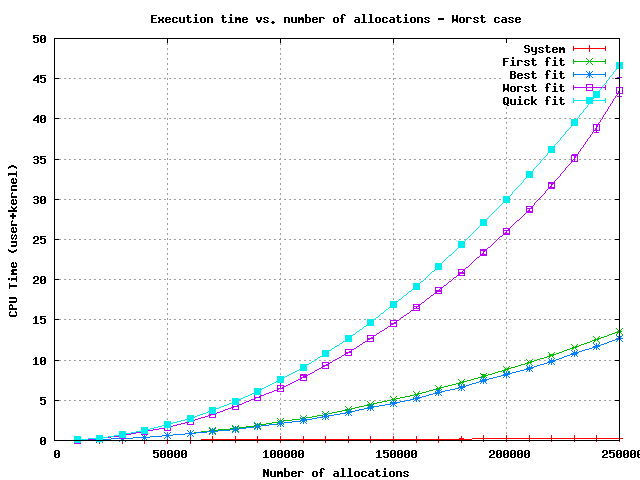 Execution time vs. number of allocations - Worst case
50
45
40
35
30
25
20
15
10
5
0
CPU Time (user+kernel)
System
First fit
Best fit
Worst fit
Quick fit
0 50000 100000 150000 200000 250000
Number of allocations